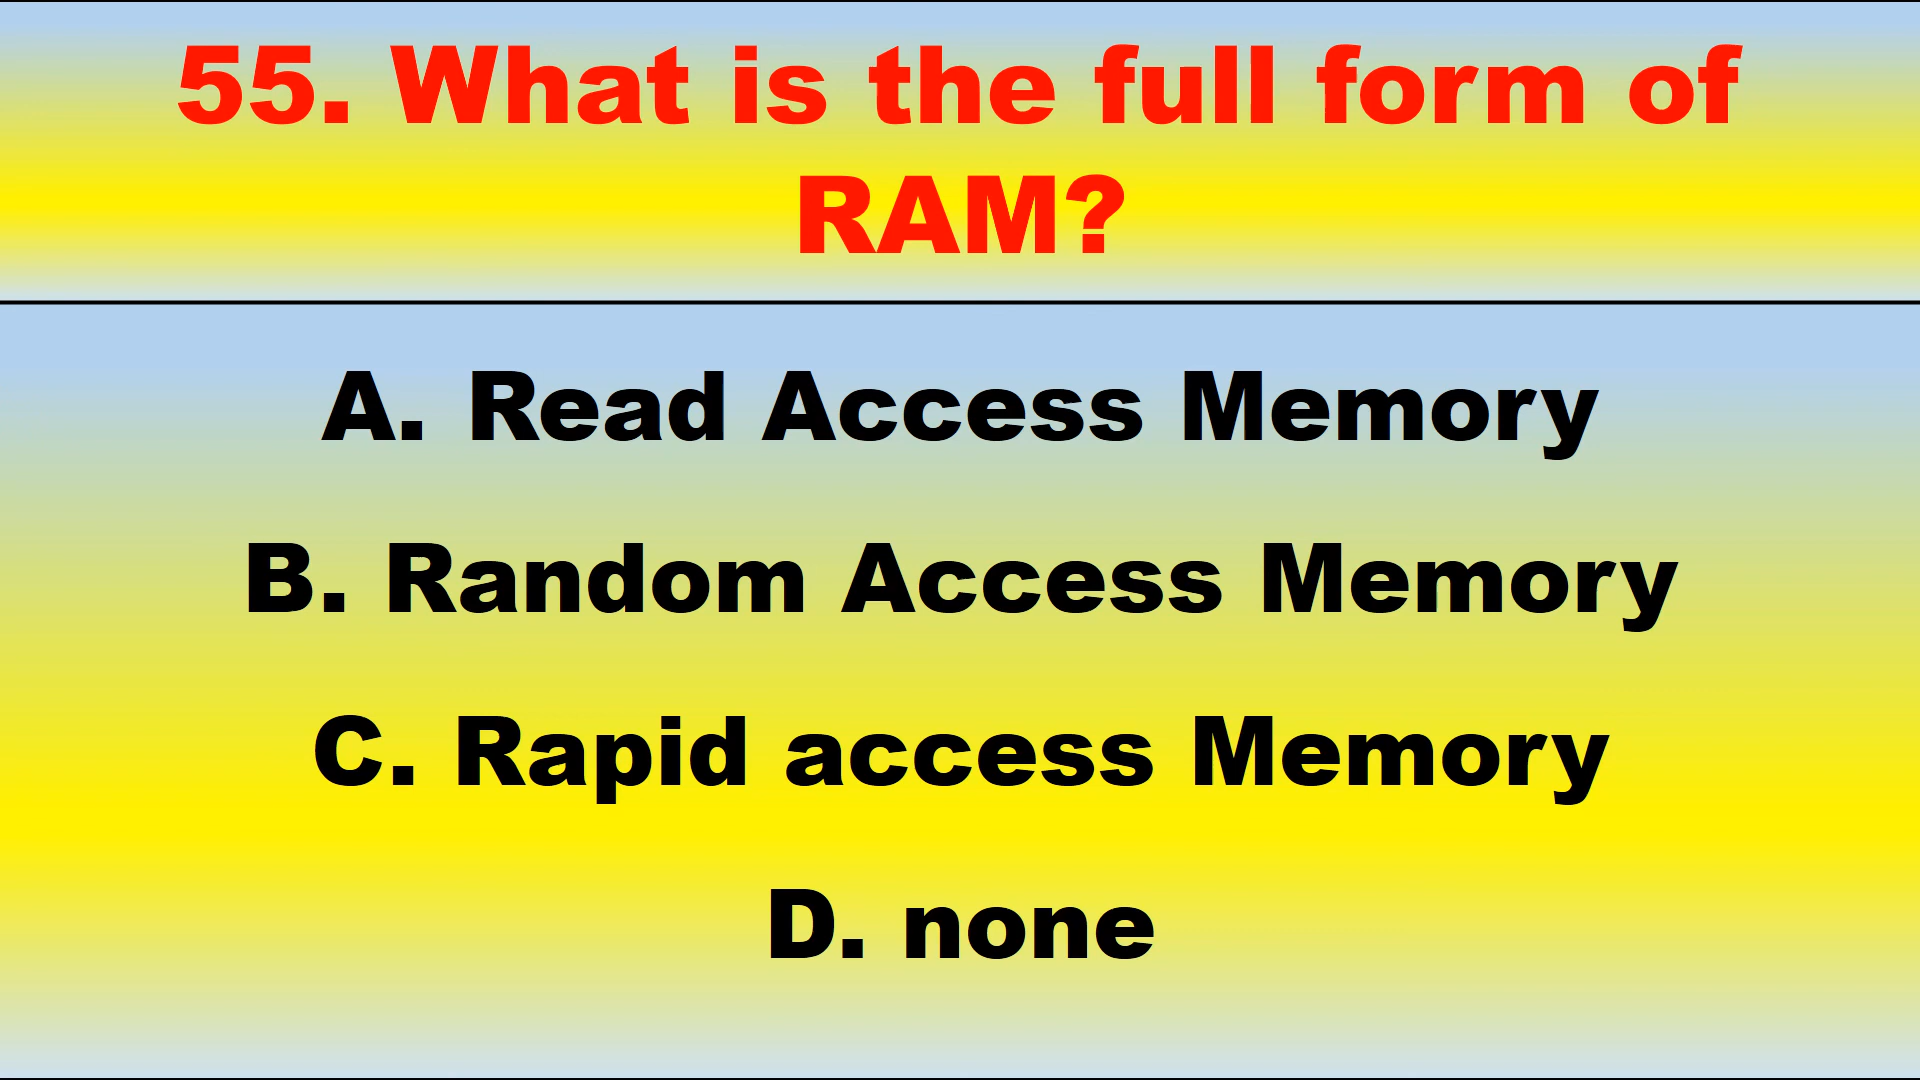 55. What is the full form of
RAM?
A. Read Access Memory
B. Random Access Memory
C. Rapid access Memory
D. none